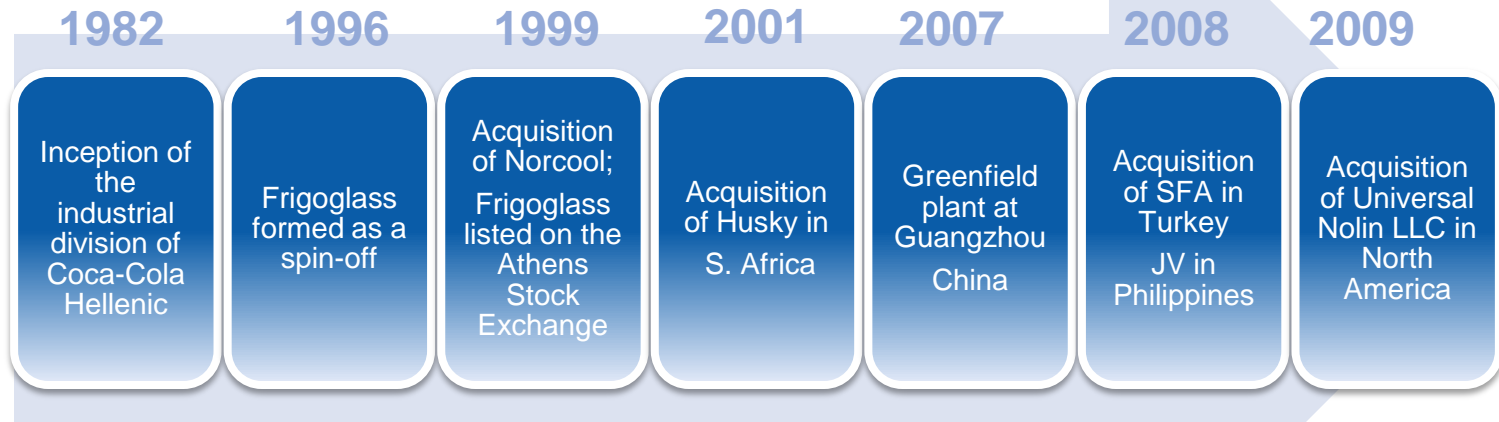 1982
1996
1999
2001
2007
2008
2009
Inception of
the
industrial
division of
Coca-Cola
Hellenic
Frigoglass
formed as a
spin-off
Acquisition
of Norcool;
Frigoglass
listed on the
Athens
Stock
Exchange
Acquisition
of Husky in
S. Africa
Greenfield
plant at
Guangzhou
China
Acquisition
of SFA in
Turkey
JV in
Philippines
Acquisition
of Universal
Nolin LLC in
North
America